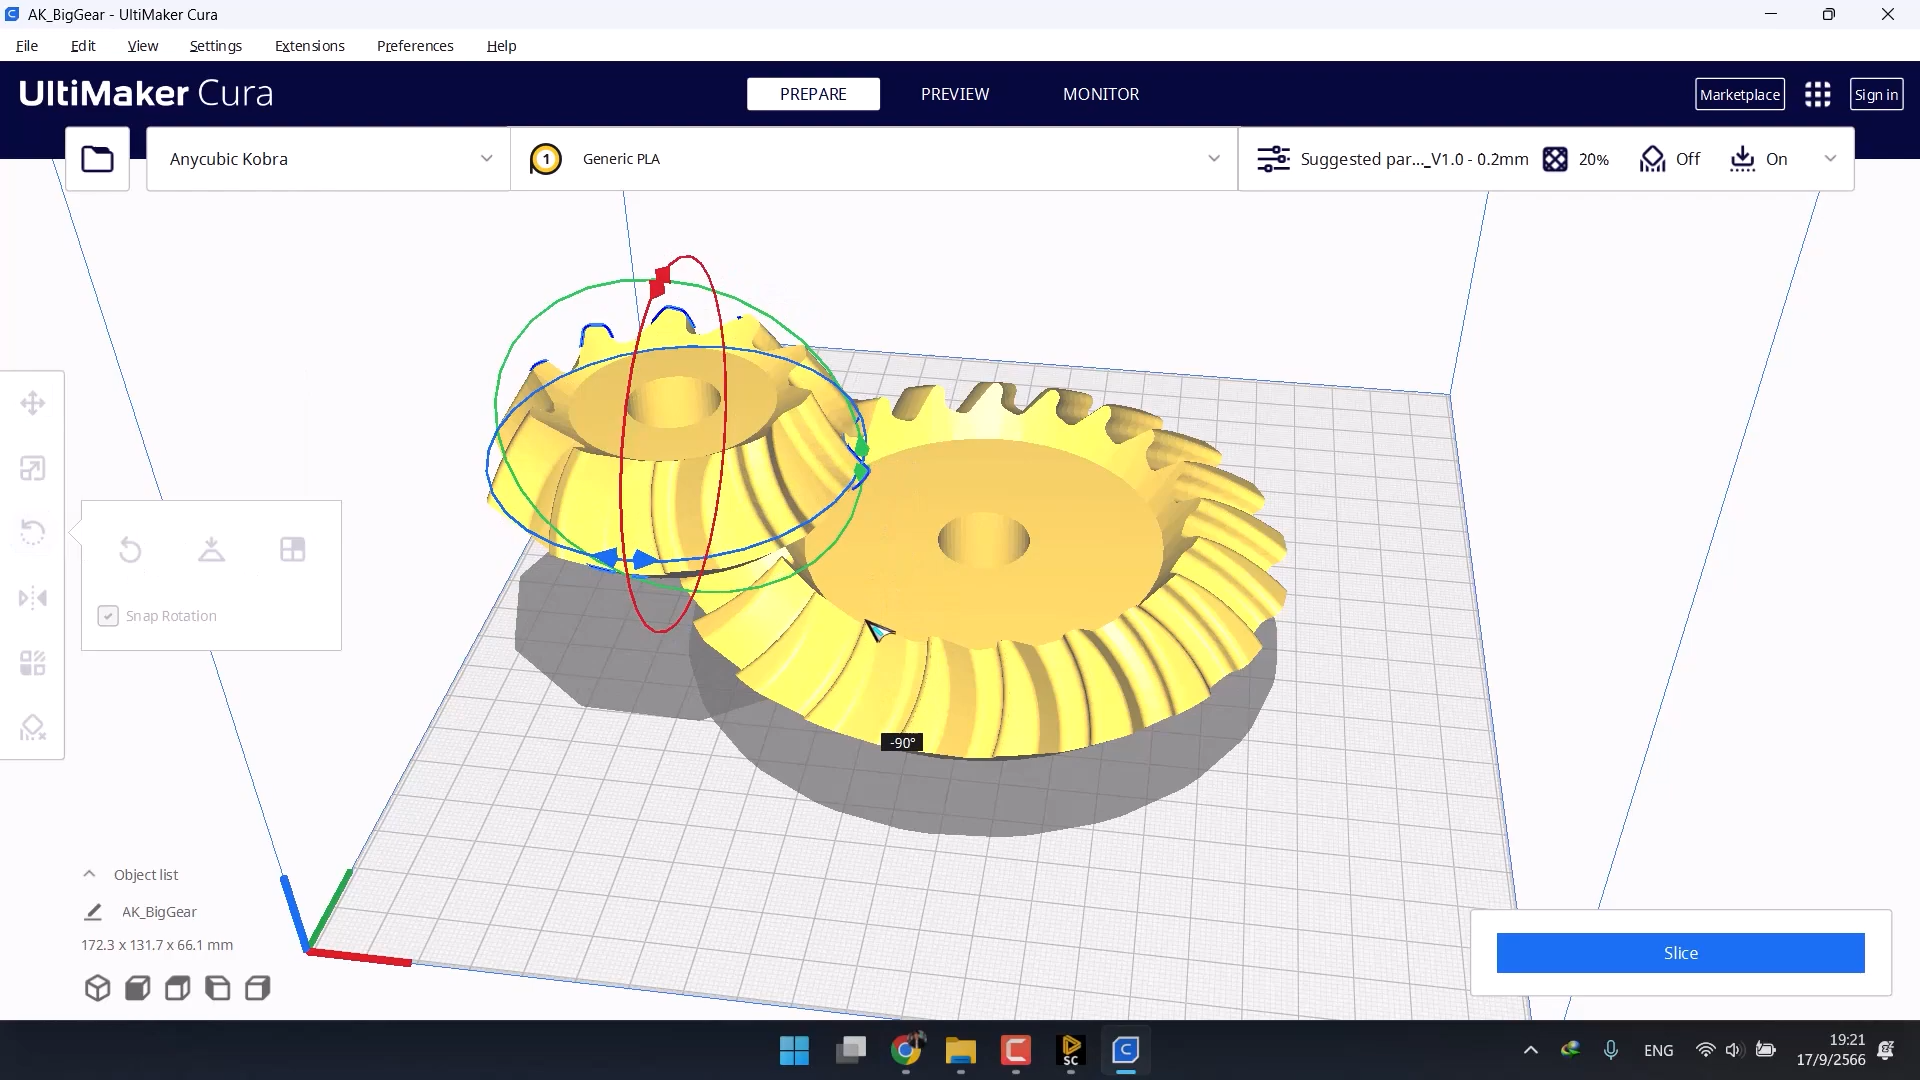 AK_BigGear - UltiMaker Cura
File Edit View Settings Extensions Preferences Help
UltiMaker Cura
PREPARE PREVIEW MONITOR
Marketplace Sign in
Anycubic Kobra
1 Generic PLA
Suggested par..._V1.0 - 0.2mm 20% Off On
Snap Rotation
-90°
Object list
AK_BigGear
172.3 x 131.7 x 66.1 mm
Slice
SC
ENG
19:21
17/9/2566